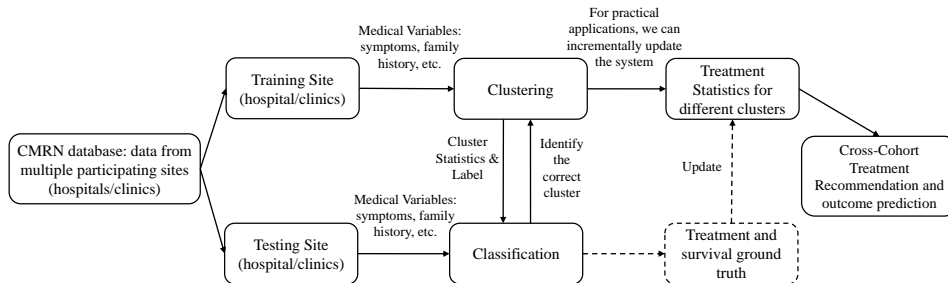 CMRN database: data from
multiple participating sites
(hospitals/clinics)
Training Site
(hospital/clinics)
Medical Variables:
symptoms, family
history, etc.
Clustering
For practical
applications, we can
incrementally update
the system
Treatment
Statistics for
different clusters
Cross-Cohort
Treatment
Recommendation and
outcome prediction
Cluster
Statistics &
Label
Identify the
correct
cluster
Update
Testing Site
(hospital/clinics)
Medical Variables:
symptoms, family
history, etc.
Classification
Treatment and
survival ground
truth